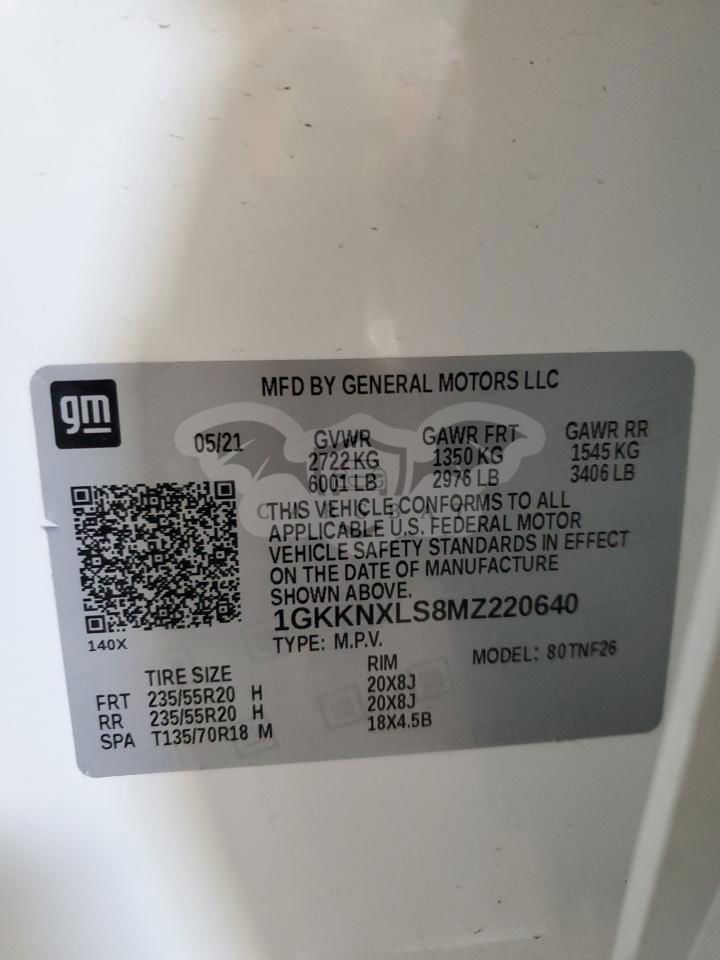 gm
MFD BY GENERAL MOTORS LLC
05/21 GVWR GAWR FRT GAWR RR
2722 KG 1350 KG 1545 KG
6001 LB 2976 LB 3406 LB
THIS VEHICLE CONFORMS TO ALL
APPLICABLE U.S. FEDERAL MOTOR
VEHICLE SAFETY STANDARDS IN EFFECT
ON THE DATE OF MANUFACTURE
SHOWN ABOVE.
1GKKNXLS8MZ220640
140X
TYPE: M.P.V. MODEL: 80TNF26
TIRE SIZE RIM
FRT 235/55R20 H 20X8J
RR 235/55R20 H 20X8J
SPA T135/70R18 M 18X4.5B